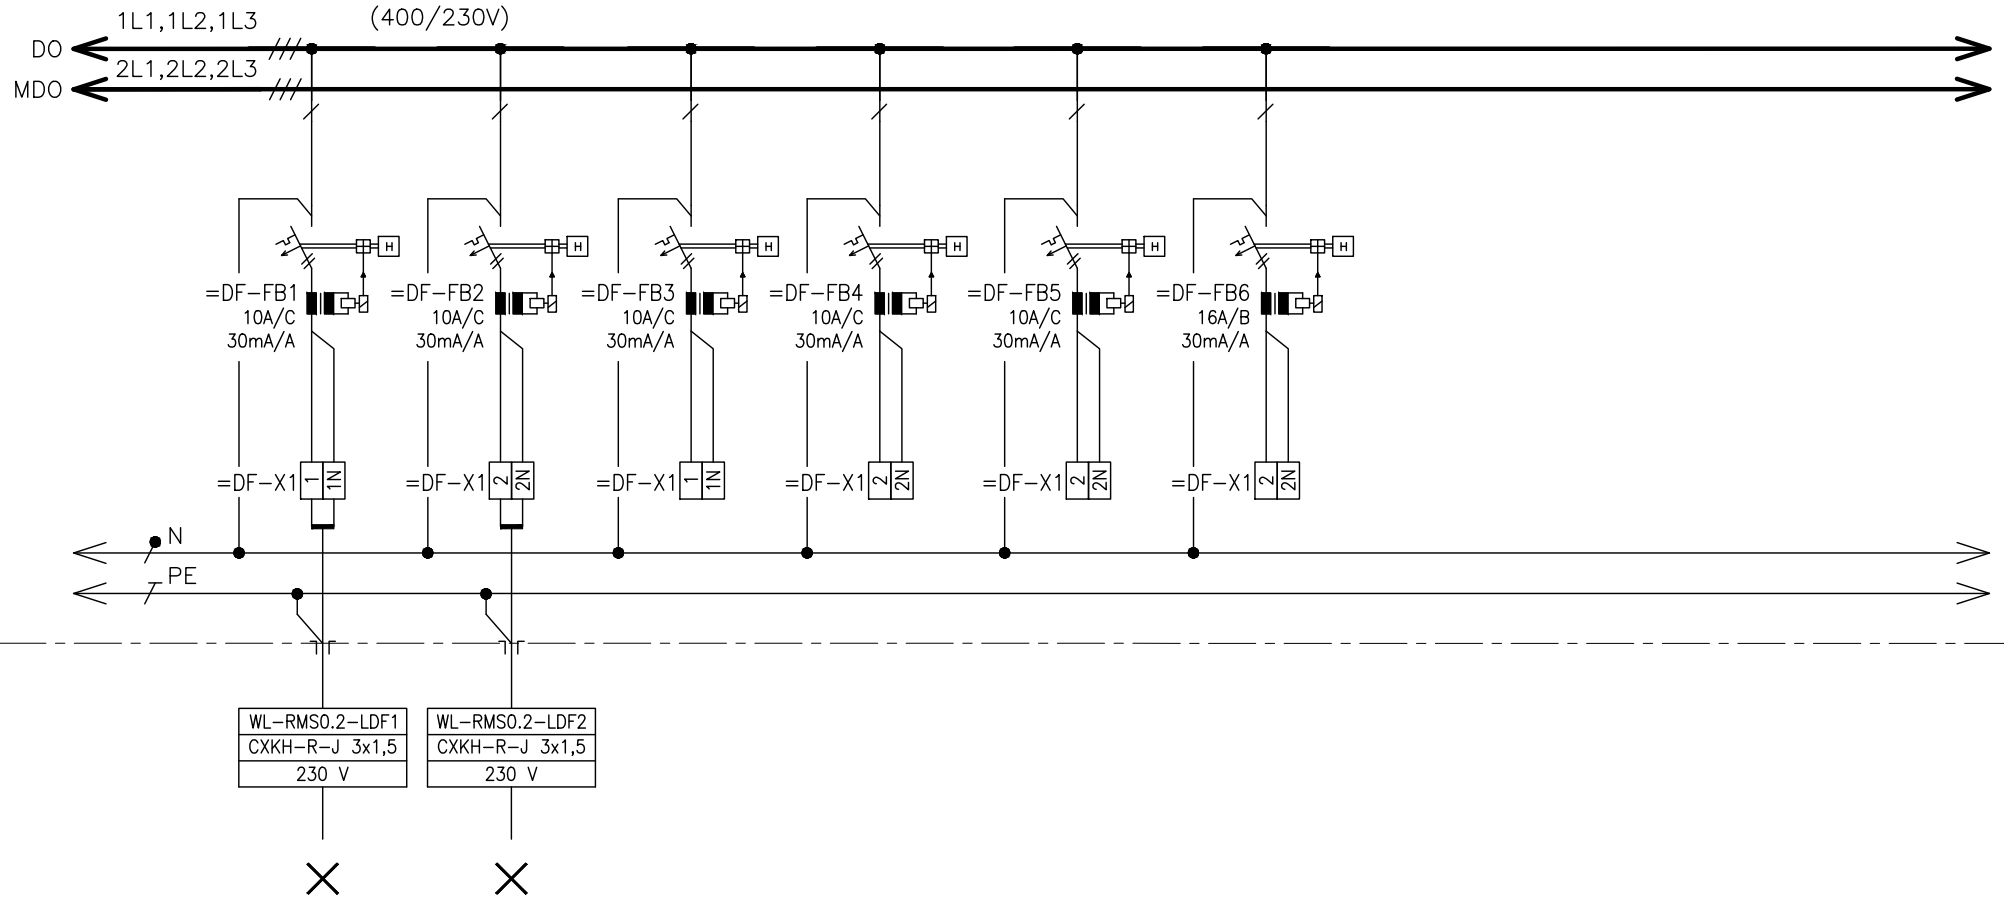 1L1,1L2,1L3
(400/230V)
DO
2L1,2L2,2L3
MDO
H
H
H
H
H
H
=DF-FB1
10A/C
30mA/A
=DF-FB2
10A/C
30mA/A
=DF-FB3
10A/C
30mA/A
=DF-FB4
10A/C
30mA/A
=DF-FB5
10A/C
30mA/A
=DF-FB6
16A/B
30mA/A
=DF-X1 1 1N
=DF-X1 2 2N
=DF-X1 1 1N
=DF-X1 2 2N
=DF-X1 2 2N
=DF-X1 2 2N
N
PE
WL-RMS0.2-LDF1
CXKH-R-J 3x1,5
230 V
WL-RMS0.2-LDF2
CXKH-R-J 3x1,5
230 V